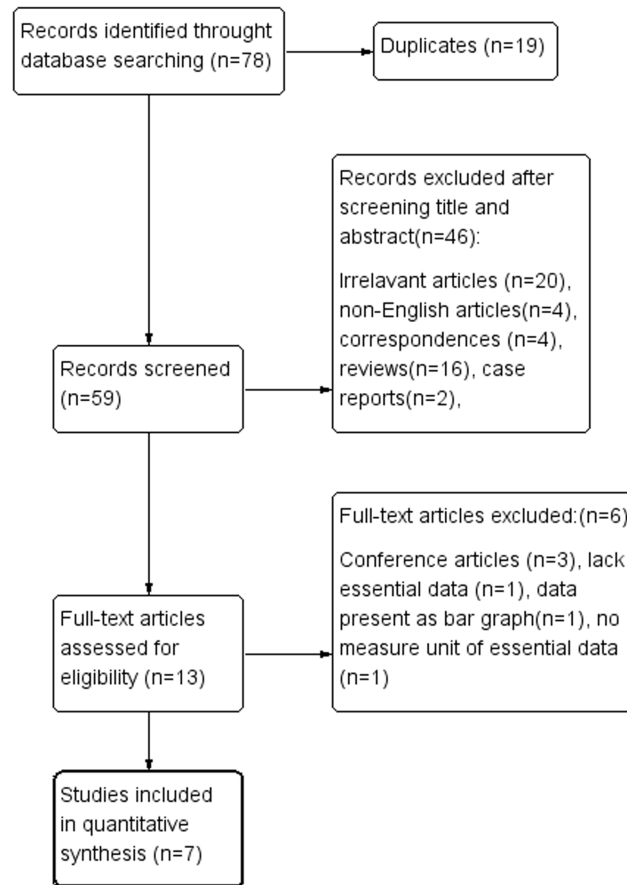 Records identified throught
database searching (n=78)
Duplicates (n=19)
Records excluded after
screening title and
abstract(n=46):
Irrelavant articles (n=20),
non-English articles(n=4),
correspondences (n=4),
reviews(n=16), case
reports(n=2),
Records screened
(n=59)
Full-text articles excluded:(n=6)
Conference articles (n=3), lack
essential data (n=1), data
present as bar graph(n=1), no
measure unit of essential data
(n=1)
Full-text articles
assessed for
eligibility (n=13)
Studies included
in quantitative
synthesis (n=7)